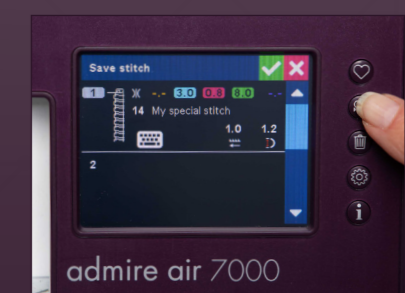 Save stitch
1 -.- 3.0 0.8 8.0 -.-
14 My special stitch
1.0 1.2
2
i
admire air 7000